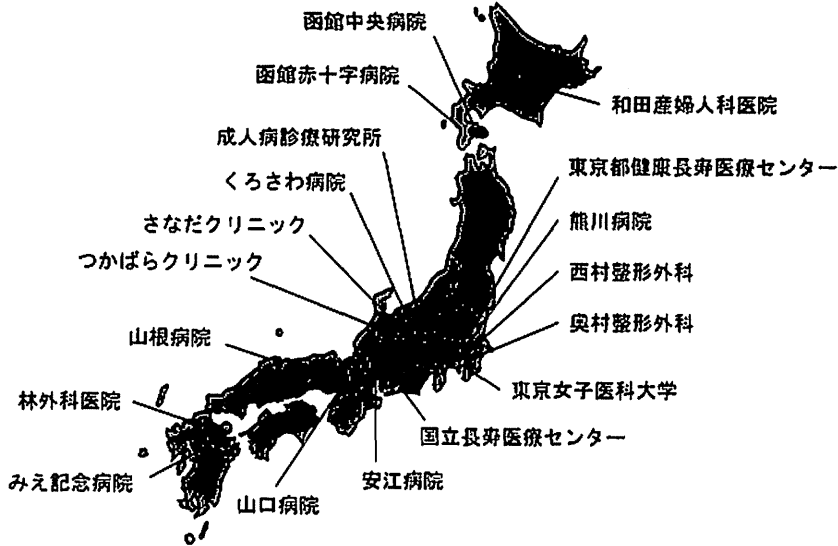 函館中央病院
函館赤十字病院
和田産婦人科医院
成人病診療研究所
東京都健康長寿医療センター
くろさわ病院
さなだクリニック
熊川病院
つかばらクリニック
西村整形外科
奥村整形外科
山根病院
東京女子医科大学
林外科医院
国立長寿医療センター
みえ記念病院
安江病院
山口病院